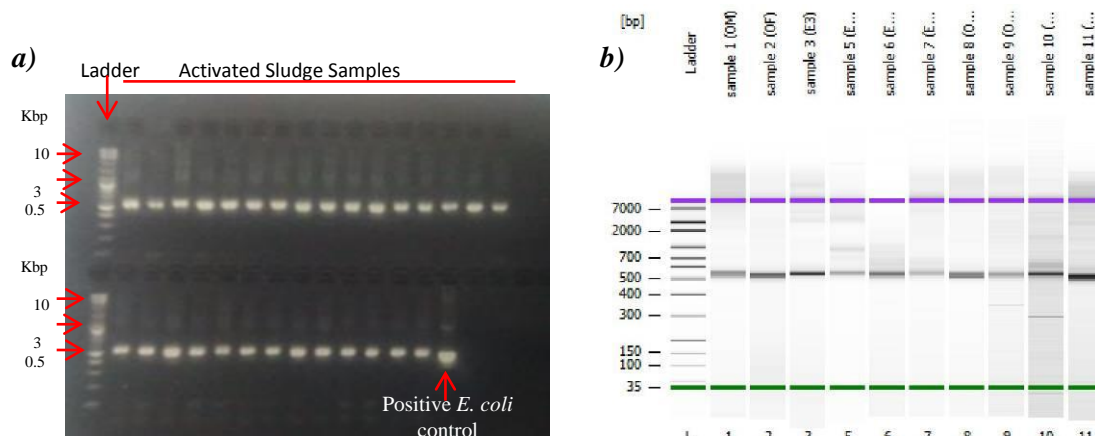 a)
Ladder
Activated Sludge Samples
Kbp
10
3
0.5
Kbp
10
3
0.5
Positive E. coli
control
b)
[bp]
Ladder
sample 1 (OM)
sample 2 (OF)
sample 3 (E3)
sample 5 (E...
sample 6 (E...
sample 7 (E...
sample 8 (O...
sample 9 (O...
sample 10 (...
sample 11 (...
7000
2000
700
500
400
300
150
100
35
L 1 2 3 5 6 7 8 9 10 11